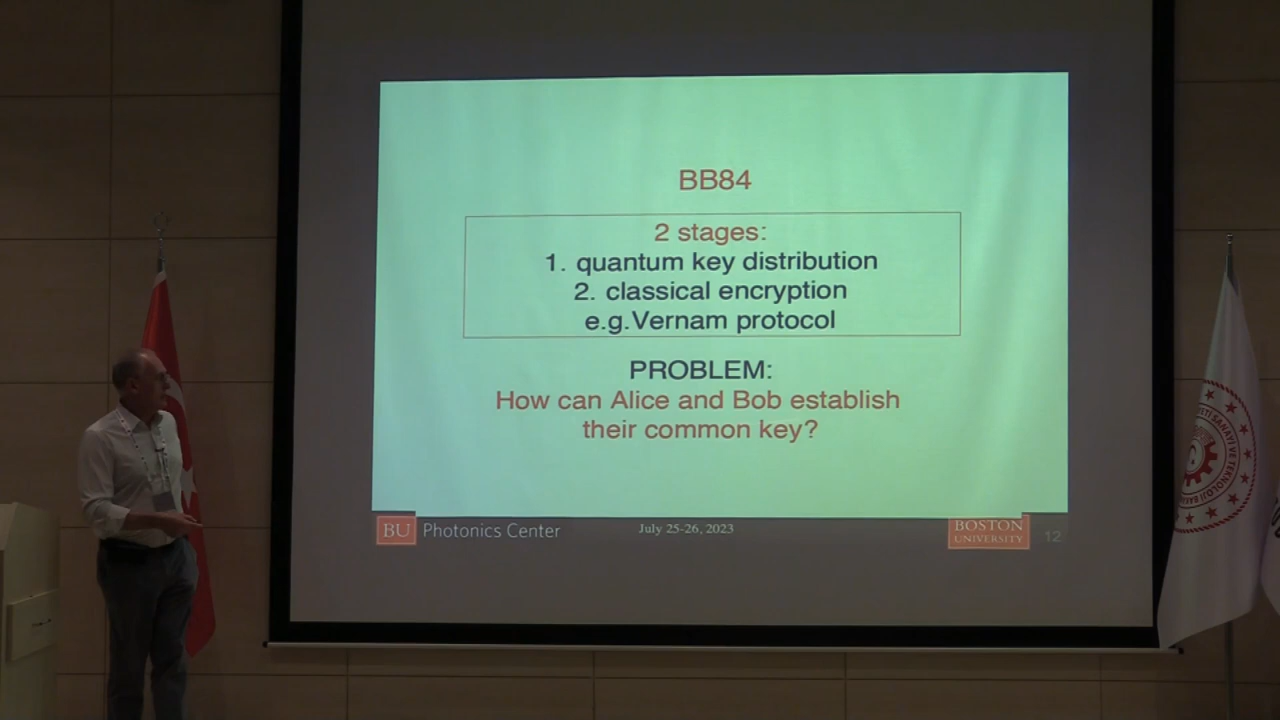 BB84
2 stages:
1. quantum key distribution
2. classical encryption
e.g.Vernam protocol
PROBLEM:
How can Alice and Bob establish
their common key?
BU Photonics Center
July 25-26, 2023
BOSTON
UNIVERSITY
12